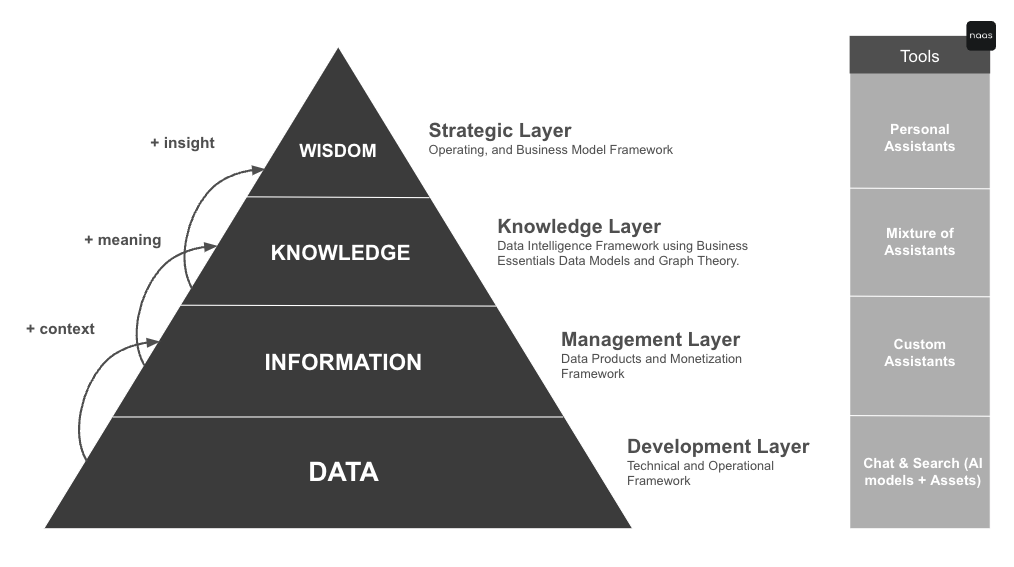 naas
Tools
+ insight
WISDOM
Strategic Layer
Operating, and Business Model Framework
Personal
Assistants
+ meaning
KNOWLEDGE
Knowledge Layer
Data Intelligence Framework using Business
Essentials Data Models and Graph Theory.
Mixture of
Assistants
+ context
INFORMATION
Management Layer
Data Products and Monetization
Framework
Custom
Assistants
DATA
Development Layer
Technical and Operational
Framework
Chat & Search (AI
models + Assets)